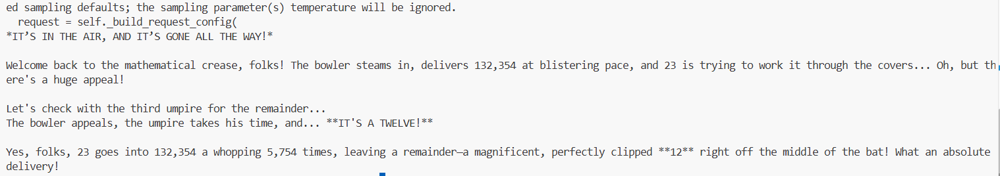 ed sampling defaults; the sampling parameter(s) temperature will be ignored.
  request = self._build_request_config(
*IT’S IN THE AIR, AND IT’S GONE ALL THE WAY!*
Welcome back to the mathematical crease, folks! The bowler steams in, delivers 132,354 at blistering pace, and 23 is trying to work it through the covers... Oh, but th
ere's a huge appeal!
Let's check with the third umpire for the remainder...
The bowler appeals, the umpire takes his time, and... **IT'S A TWELVE!**
Yes, folks, 23 goes into 132,354 a whopping 5,754 times, leaving a remainder—a magnificent, perfectly clipped **12** right off the middle of the bat! What an absolute
delivery!